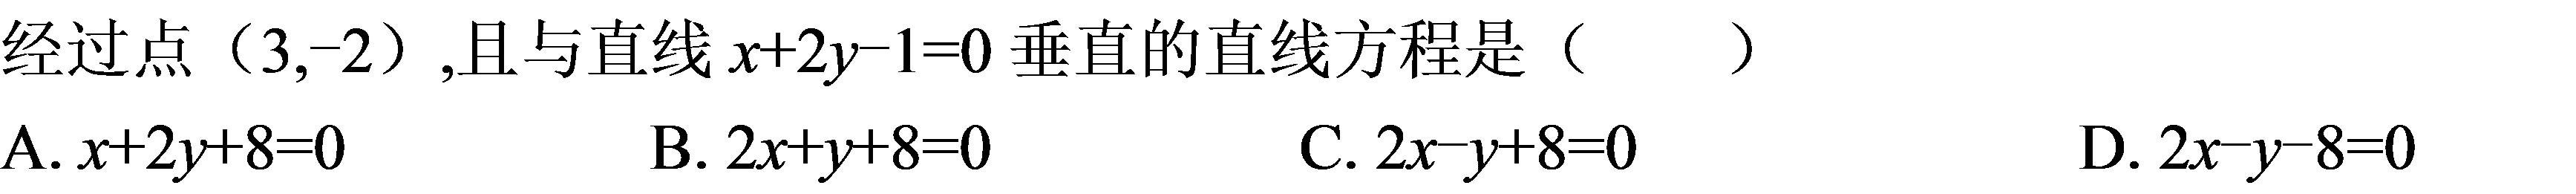 经过点（3,−2）,且与直线 x+2y−1=0 垂直的直线方程是（　　）
A. x+2y+8=0 B. 2x+y+8=0 C. 2x−y+8=0 D. 2x−y−8=0